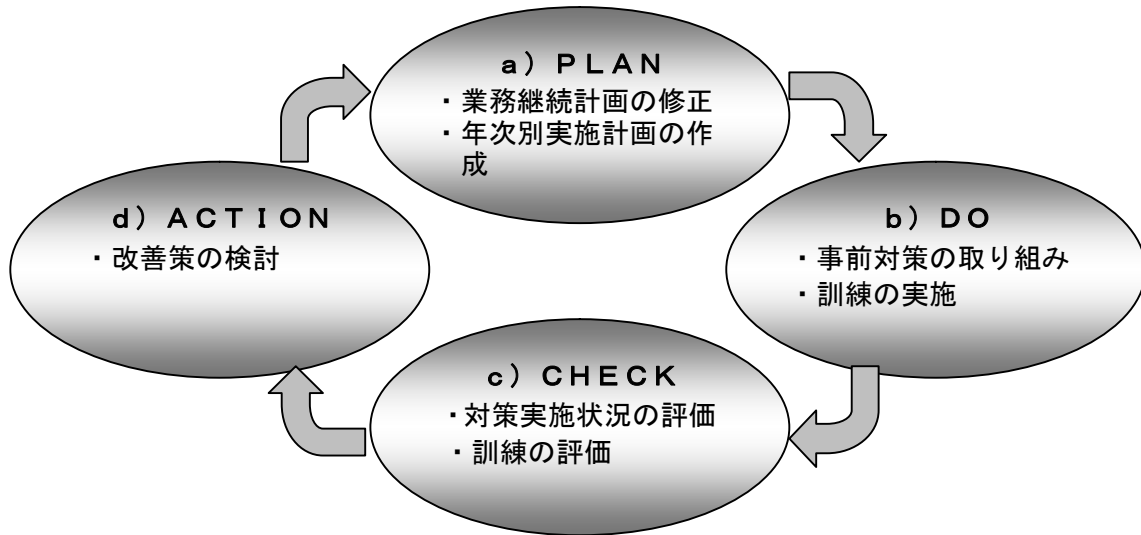 a）ＰＬＡＮ
・業務継続計画の修正
・年次別実施計画の作
成
d）ＡＣＴＩＯＮ
・改善策の検討
b）ＤＯ
・事前対策の取り組み
・訓練の実施
c）ＣＨＥＣＫ
・対策実施状況の評価
・訓練の評価